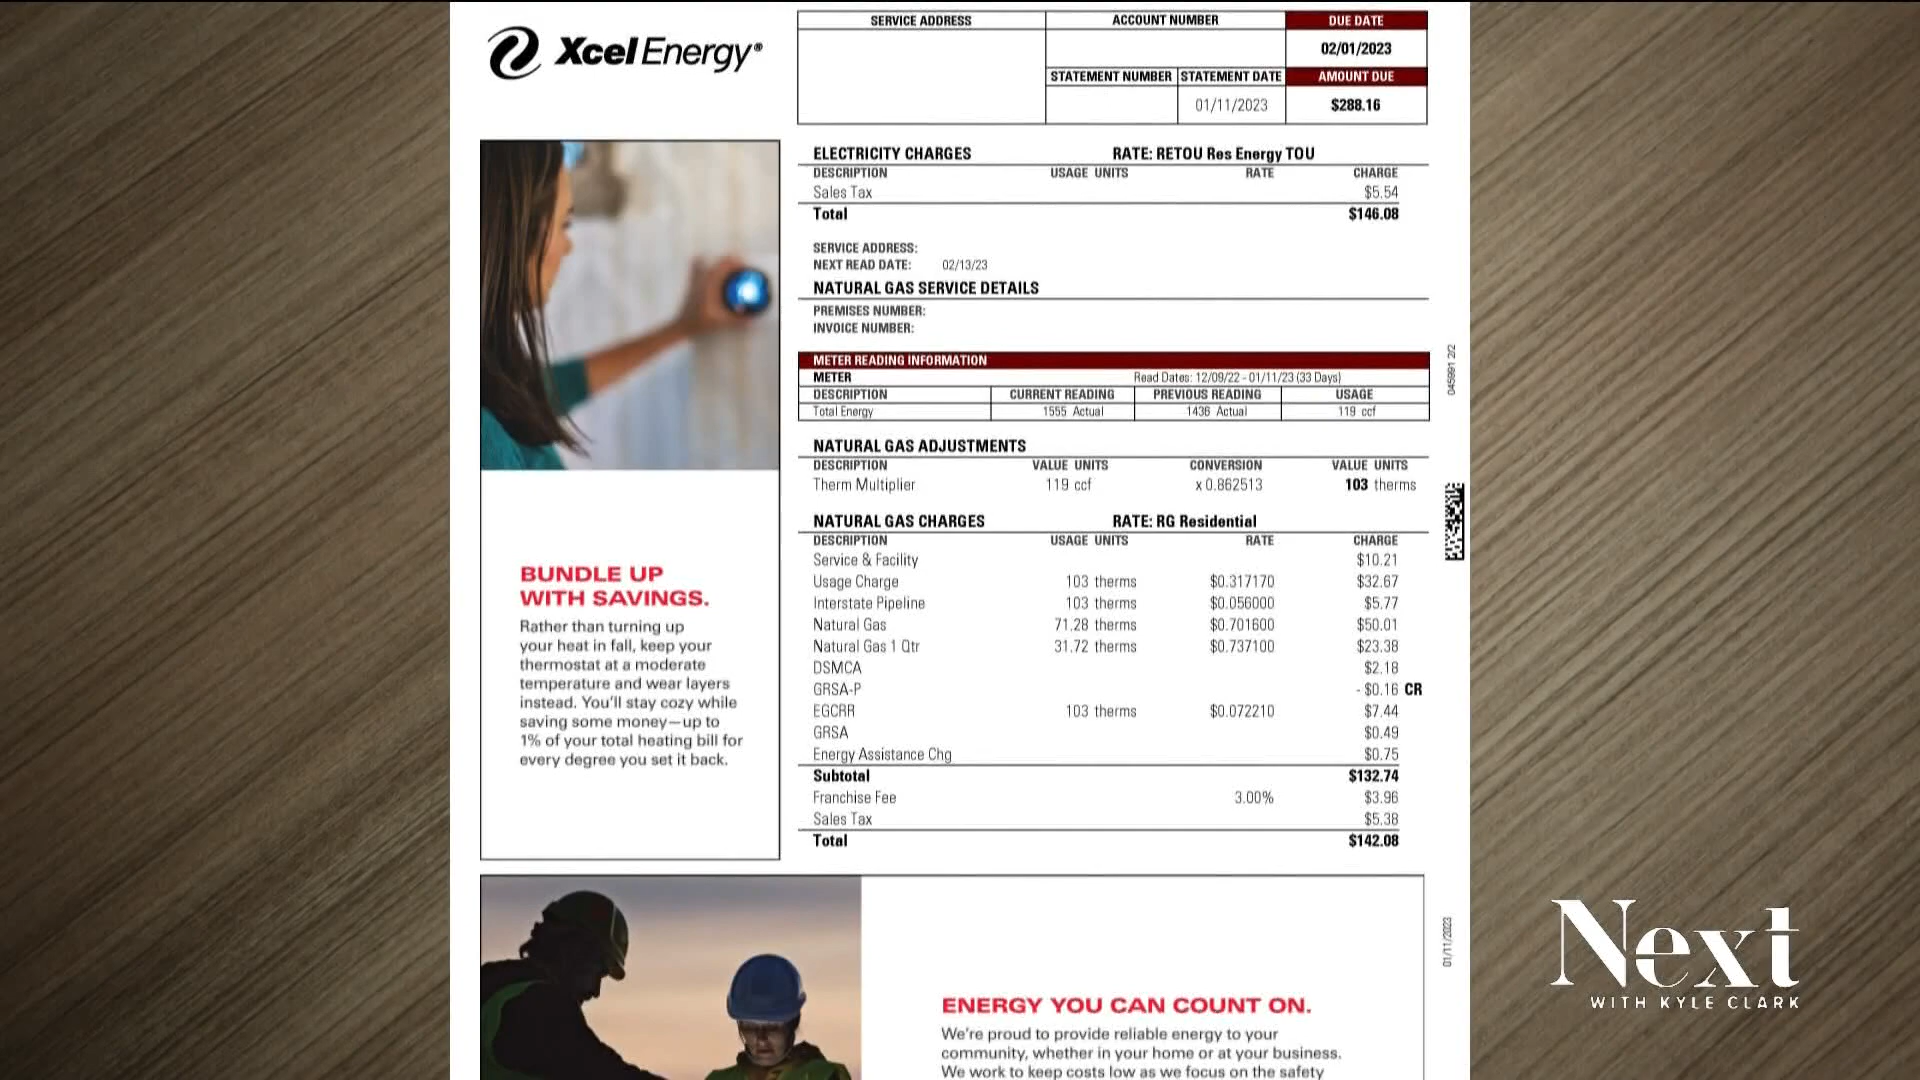 Xcel Energy®
SERVICE ADDRESS
ACCOUNT NUMBER
DUE DATE
02/01/2023
STATEMENT NUMBER STATEMENT DATE AMOUNT DUE
01/11/2023 $288.16
ELECTRICITY CHARGES RATE: RETOU Res Energy TOU
DESCRIPTION USAGE UNITS RATE CHARGE
Sales Tax $5.54
Total $146.08
SERVICE ADDRESS:
NEXT READ DATE: 02/13/23
NATURAL GAS SERVICE DETAILS
PREMISES NUMBER:
INVOICE NUMBER:
METER READING INFORMATION
METER Read Dates: 12/09/22 - 01/11/23 (33 Days)
DESCRIPTION CURRENT READING PREVIOUS READING USAGE
Total Energy 1555 Actual 1436 Actual 119 ccf
NATURAL GAS ADJUSTMENTS
DESCRIPTION VALUE UNITS CONVERSION VALUE UNITS
Therm Multiplier 119 ccf x 0.862513 103 therms
NATURAL GAS CHARGES RATE: RG Residential
DESCRIPTION USAGE UNITS RATE CHARGE
Service & Facility $10.21
Usage Charge 103 therms $0.317170 $32.67
Interstate Pipeline 103 therms $0.056000 $5.77
Natural Gas 71.28 therms $0.701600 $50.01
Natural Gas 1 Qtr 31.72 therms $0.737100 $23.38
DSMCA $2.18
GRSA-P - $0.16 CR
EGCRR 103 therms $0.072210 $7.44
GRSA $0.49
Energy Assistance Chg $0.75
Subtotal $132.74
Franchise Fee 3.00% $3.96
Sales Tax $5.38
Total $142.08
BUNDLE UP
WITH SAVINGS.
Rather than turning up
your heat in fall, keep your
thermostat at a moderate
temperature and wear layers
instead. You'll stay cozy while
saving some money—up to
1% of your total heating bill for
every degree you set it back.
045991 2/2
01/11/2023
ENERGY YOU CAN COUNT ON.
We're proud to provide reliable energy to your
community, whether in your home or at your business.
We work to keep costs low as we focus on the safety
Next
WITH KYLE CLARK